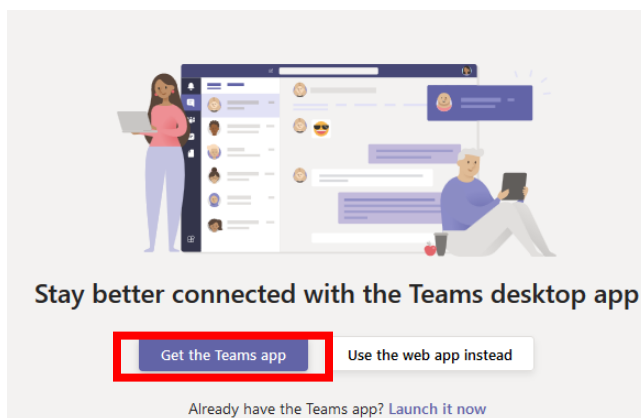 Stay better connected with the Teams desktop app
Get the Teams app
Use the web app instead
Already have the Teams app? Launch it now